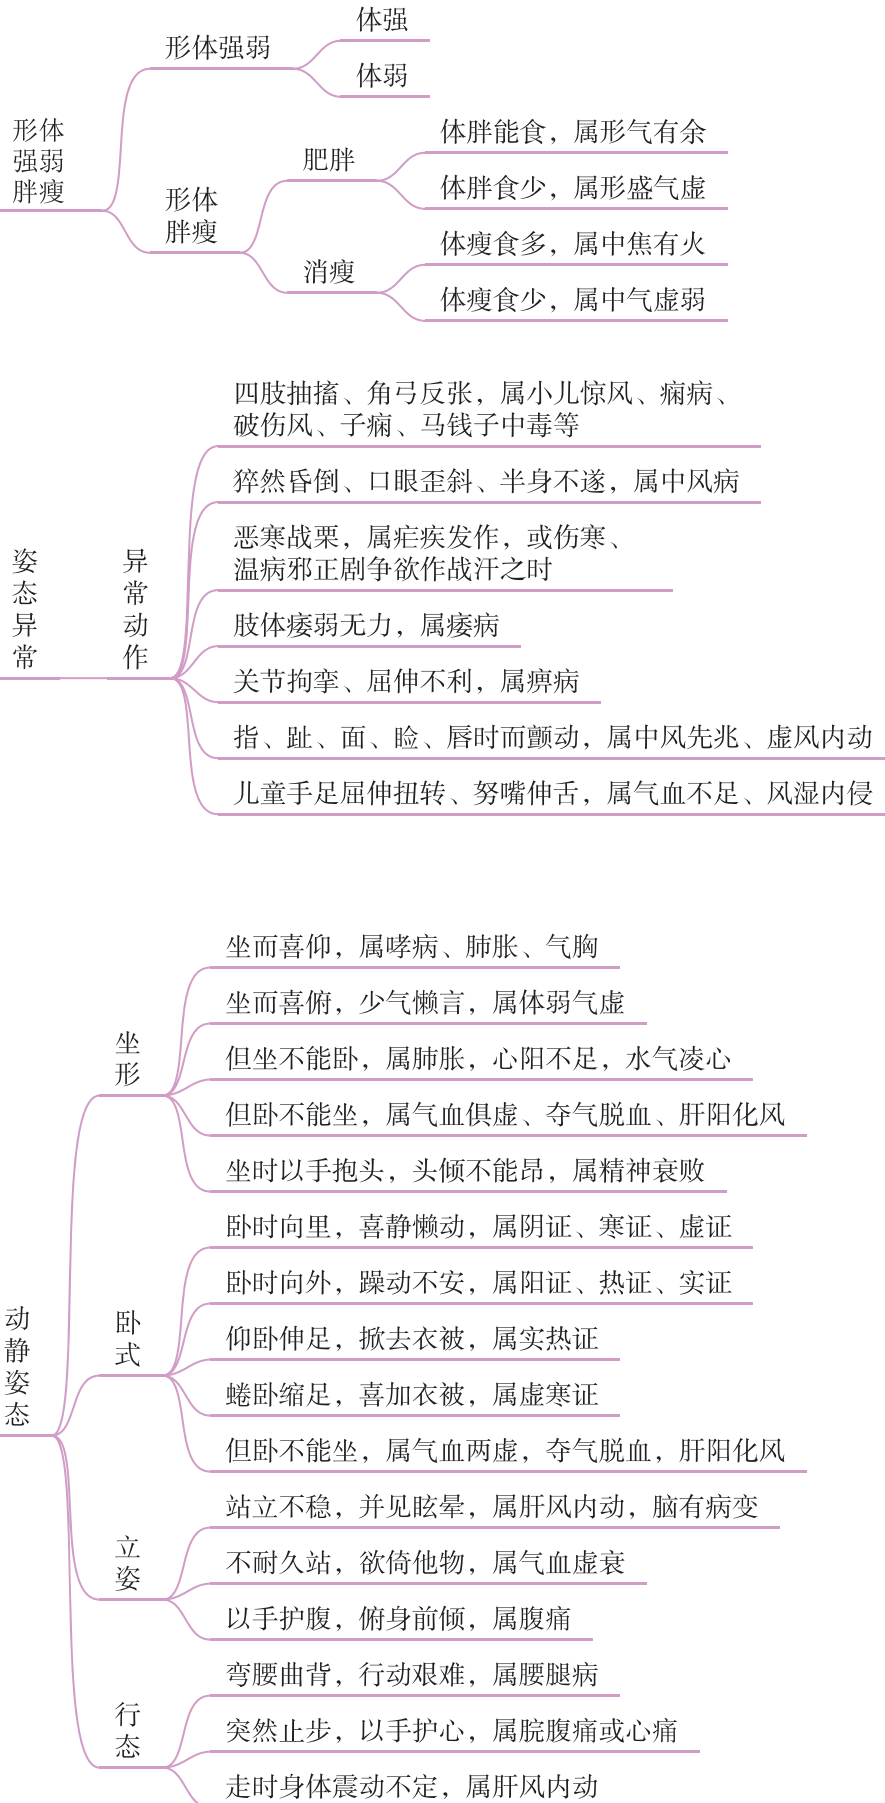 形体
强弱
胖瘦
形体强弱
体强
体弱
形体
胖瘦
肥胖
体胖能食，属形气有余
体胖食少，属形盛气虚
消瘦
体瘦食多，属中焦有火
体瘦食少，属中气虚弱
姿态异常
异常动作
四肢抽搐、角弓反张，属小儿惊风、痫病、
破伤风、子痫、马钱子中毒等
猝然昏倒、口眼歪斜、半身不遂，属中风病
恶寒战栗，属疟疾发作，或伤寒、
温病邪正剧争欲作战汗之时
肢体痿弱无力，属痿病
关节拘挛、屈伸不利，属痹病
指、趾、面、睑、唇时而颤动，属中风先兆、虚风内动
儿童手足屈伸扭转、努嘴伸舌，属气血不足、风湿内侵
动静姿态
坐形
坐而喜仰，属哮病、肺胀、气胸
坐而喜俯，少气懒言，属体弱气虚
但坐不能卧，属肺胀，心阳不足，水气凌心
但卧不能坐，属气血俱虚、夺气脱血、肝阳化风
坐时以手抱头，头倾不能昂，属精神衰败
卧式
卧时向里，喜静懒动，属阴证、寒证、虚证
卧时向外，躁动不安，属阳证、热证、实证
仰卧伸足，掀去衣被，属实热证
蜷卧缩足，喜加衣被，属虚寒证
但卧不能坐，属气血两虚，夺气脱血，肝阳化风
立姿
站立不稳，并见眩晕，属肝风内动，脑有病变
不耐久站，欲倚他物，属气血虚衰
以手护腹，俯身前倾，属腹痛
行态
弯腰曲背，行动艰难，属腰腿病
突然止步，以手护心，属脘腹痛或心痛
走时身体震动不定，属肝风内动